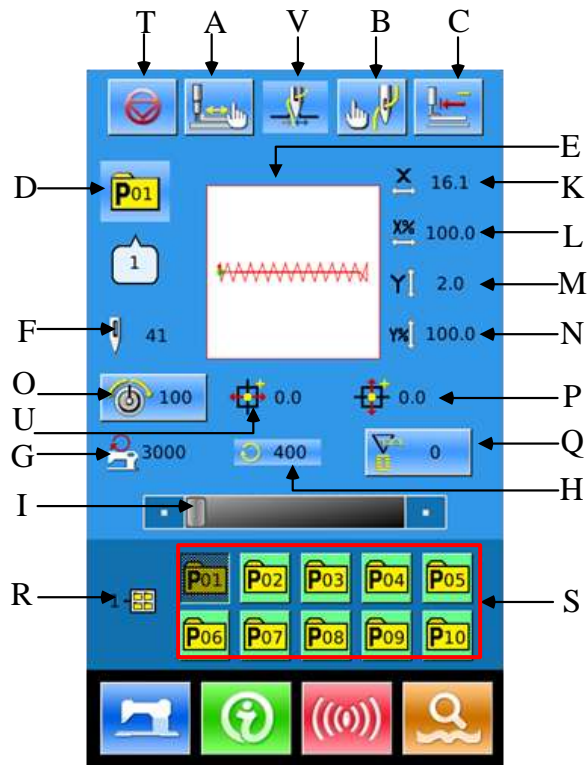 T A V B C
E
D P01 X 16.1 K
X% 100.0 L
1
Y 2.0 M
F 41 Y% 100.0 N
O 100 0.0 0.0 P
U
G 3000 400 0 Q
H
I
R 1- P01 P02 P03 P04 P05 S
P06 P07 P08 P09 P10